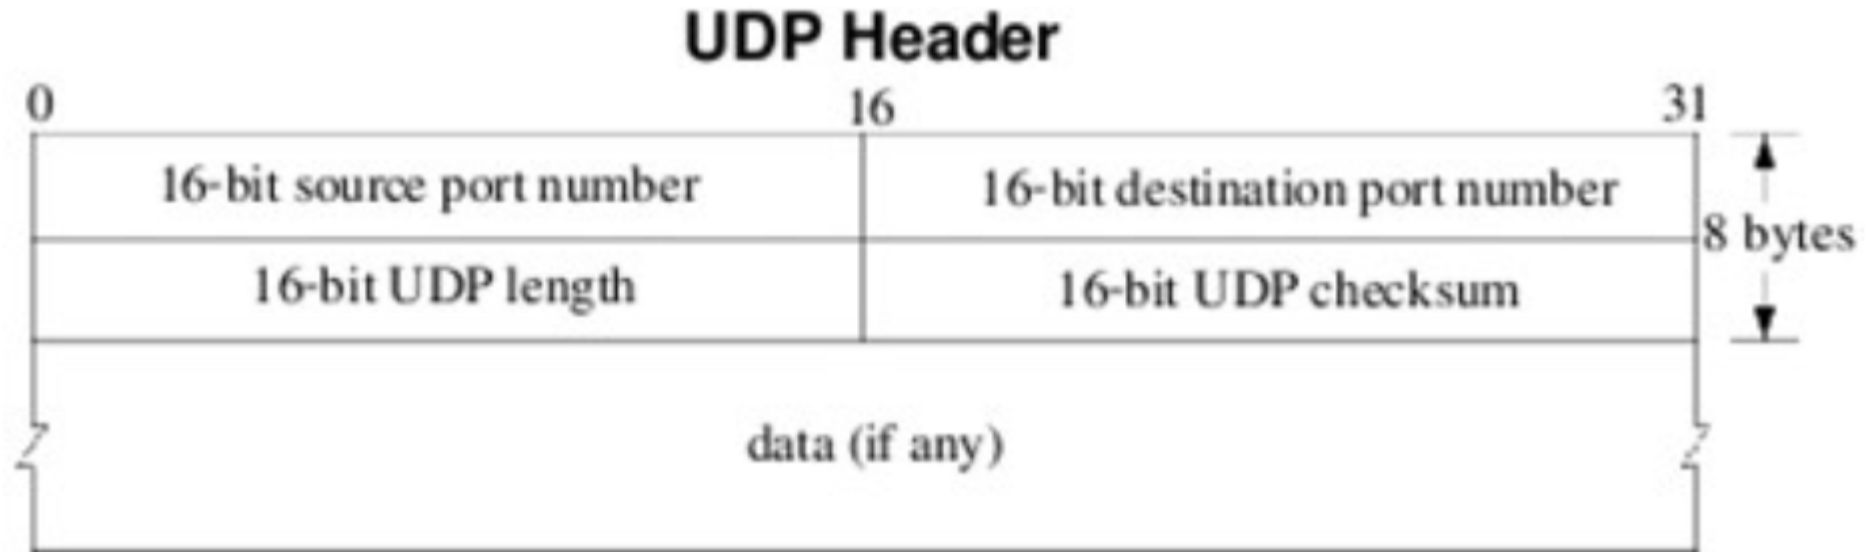 UDP Header
0 16 31
16-bit source port number 16-bit destination port number
8 bytes
16-bit UDP length 16-bit UDP checksum
data (if any)